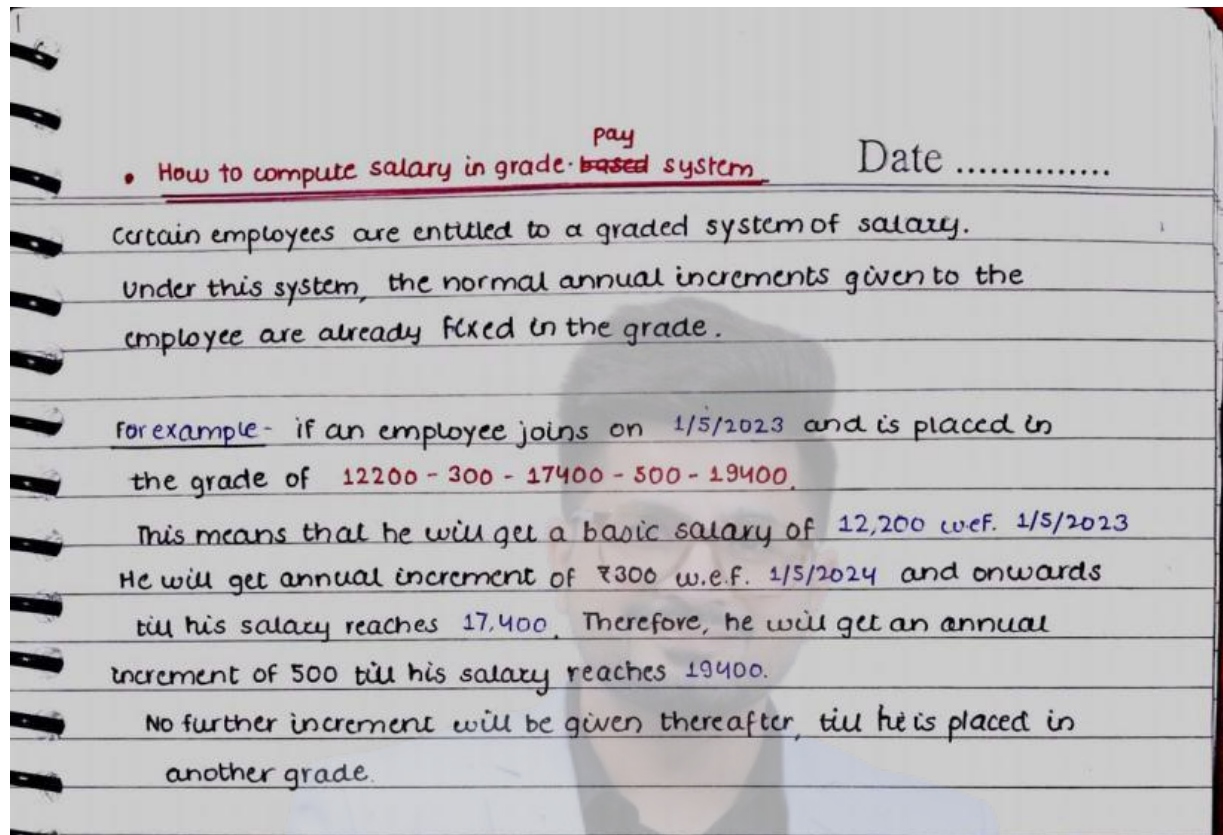 1
pay
• How to compute salary in grade based system Date ..............
Certain employees are entitled to a graded system of salary.
Under this system, the normal annual increments given to the
employee are already fixed in the grade.
For example - if an employee joins on 1/5/2023 and is placed in
the grade of 12200 - 300 - 17400 - 500 - 19400.
This means that he will get a basic salary of 12,200 w.e.f. 1/5/2023
He will get annual increment of ₹300 w.e.f. 1/5/2024 and onwards
till his salary reaches 17,400. Therefore, he will get an annual
increment of 500 till his salary reaches 19400.
No further increment will be given thereafter, till he is placed in
another grade.